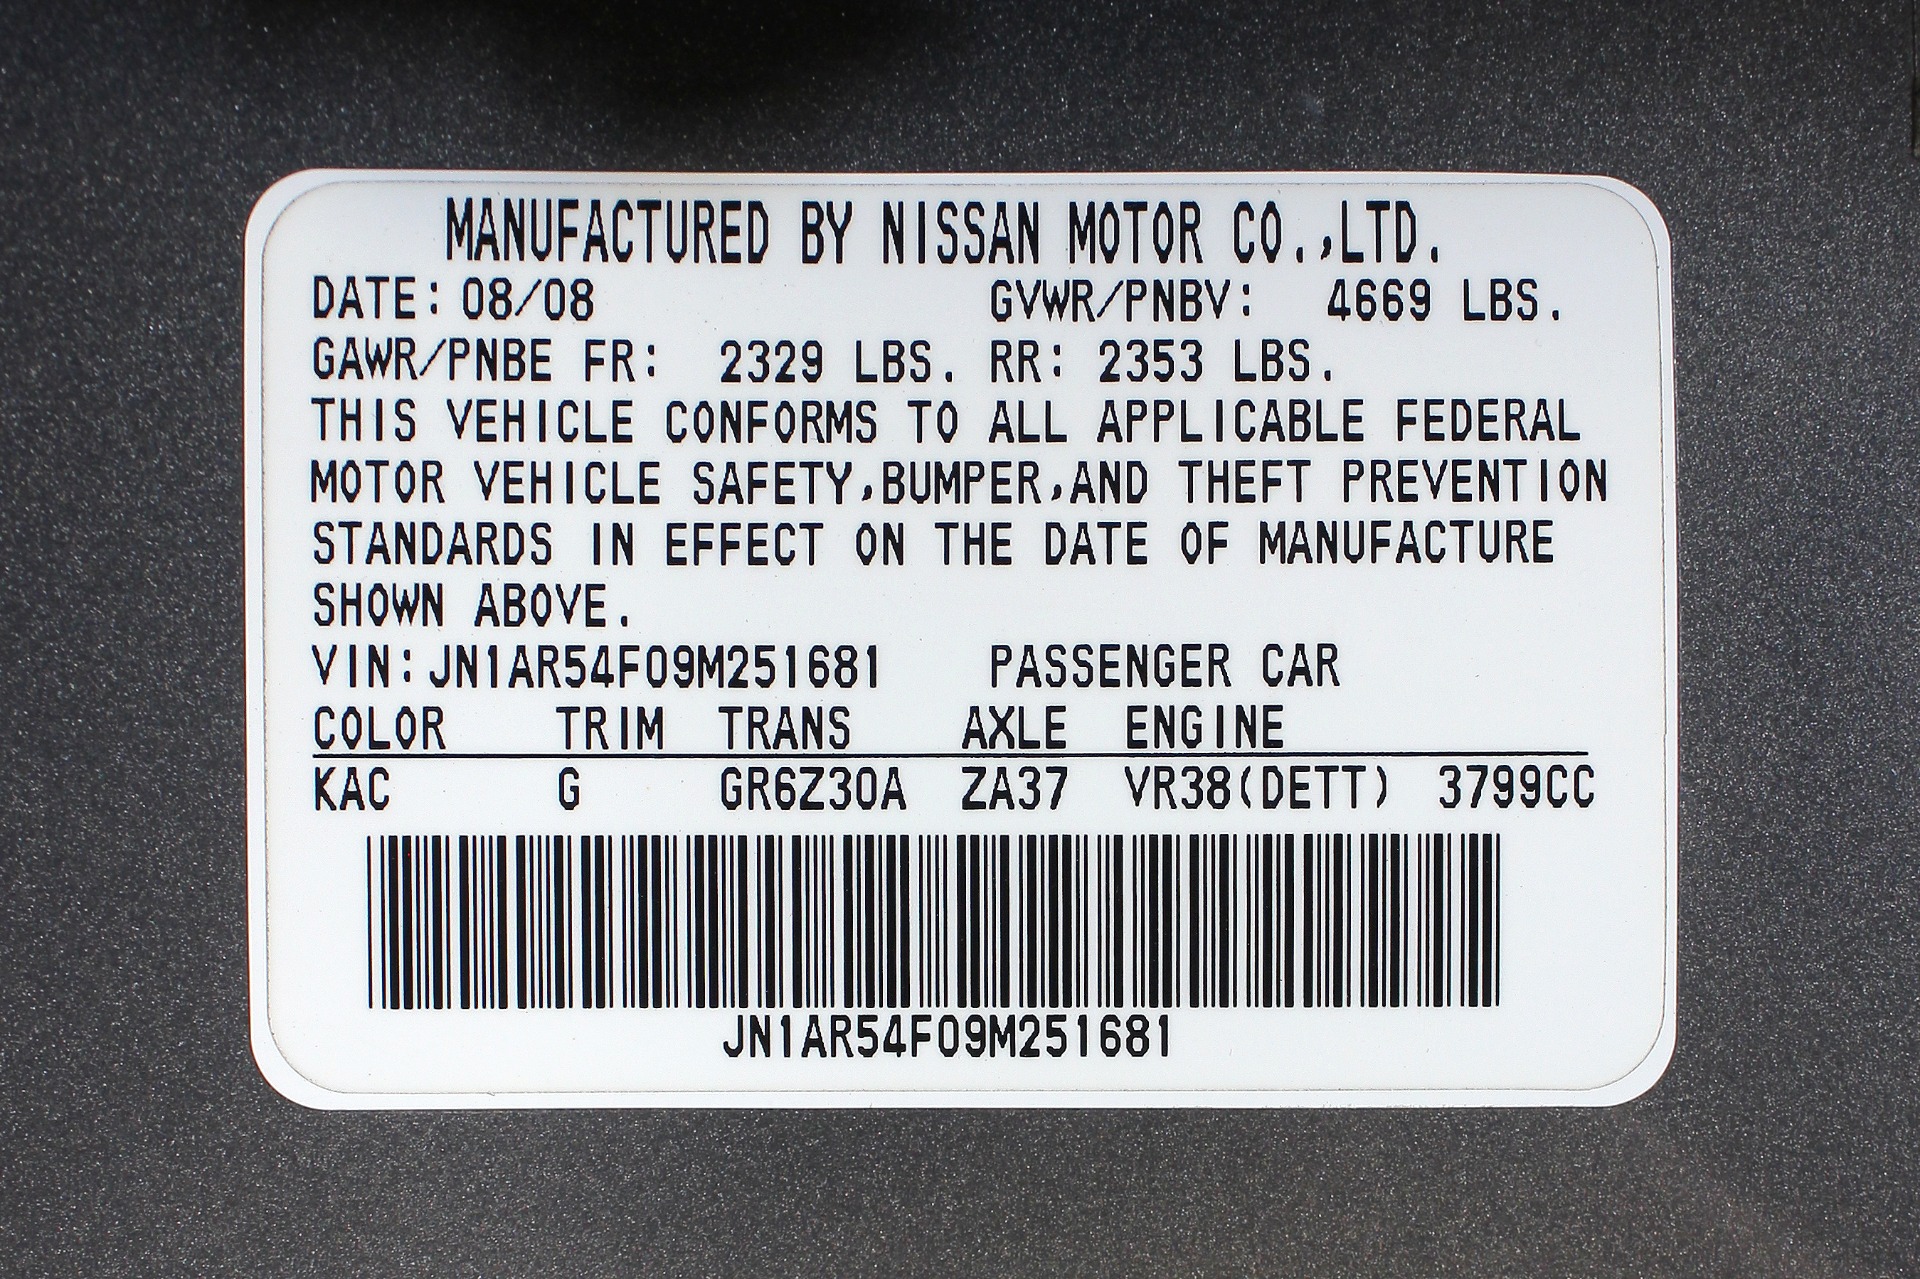 MANUFACTURED BY NISSAN MOTOR CO.,LTD.
DATE: 08/08 GVWR/PNBV: 4669 LBS.
GAWR/PNBE FR: 2329 LBS. RR: 2353 LBS.
THIS VEHICLE CONFORMS TO ALL APPLICABLE FEDERAL
MOTOR VEHICLE SAFETY,BUMPER,AND THEFT PREVENTION
STANDARDS IN EFFECT ON THE DATE OF MANUFACTURE
SHOWN ABOVE.
VIN:JN1AR54F09M251681 PASSENGER CAR
COLOR TRIM TRANS AXLE ENGINE
KAC G GR6Z30A ZA37 VR38(DETT) 3799CC
JN1AR54F09M251681